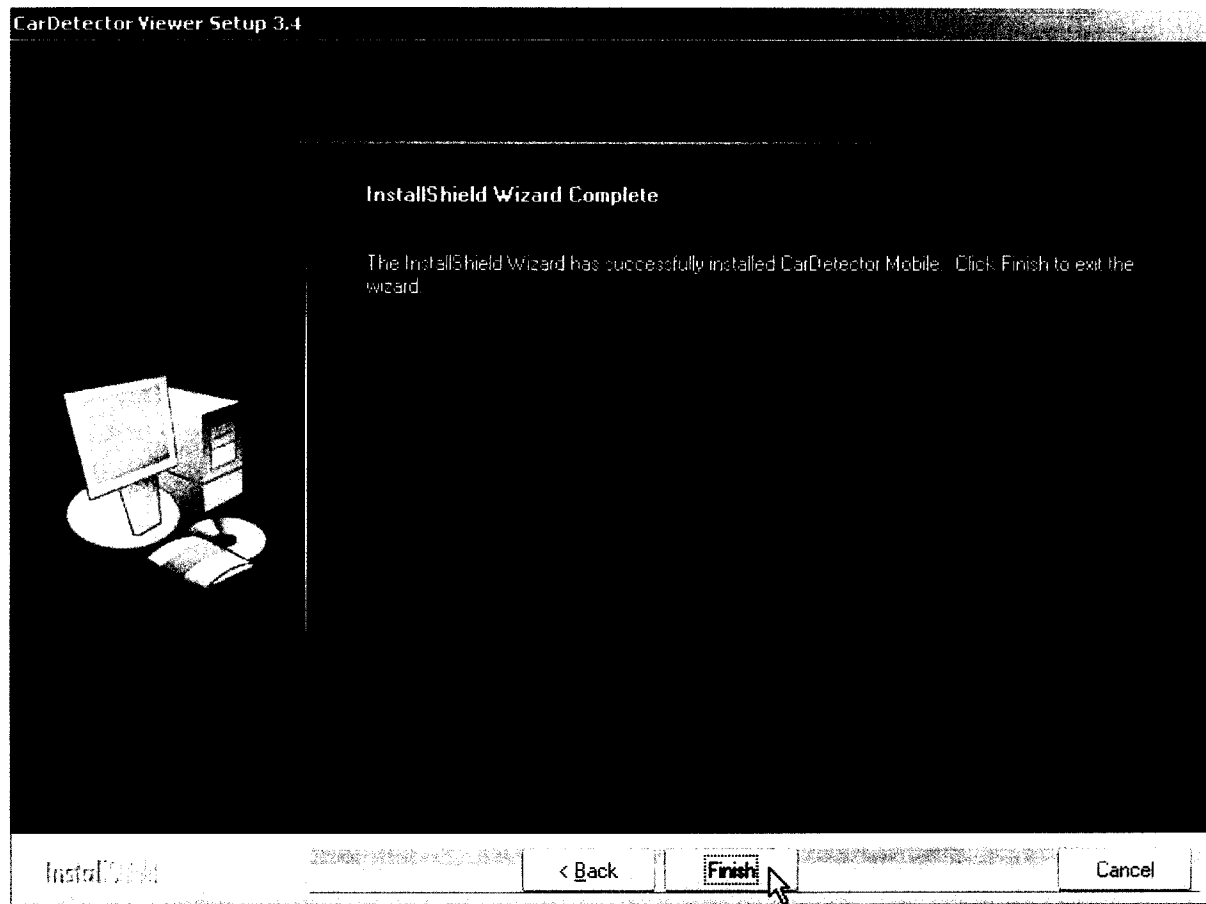 CarDetector Viewer Setup 3.4
InstallShield Wizard Complete
The InstallShield Wizard has successfully installed CarDetector Mobile. Click Finish to exit the
wizard.
< Back
Finish
Cancel